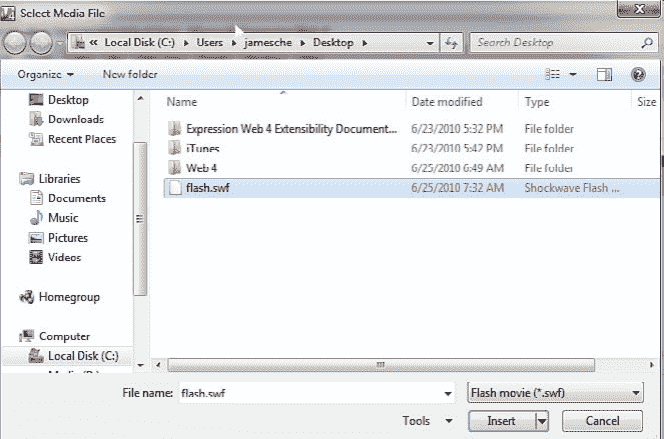 Select Media File
« Local Disk (C:) Users jamesche Desktop Search Desktop
Organize New folder
Name Date modified Type Size
Expression Web 4 Extensibility Document... 6/23/2010 5:32 PM File folder
iTunes 6/23/2010 5:42 PM File folder
Web 4 6/25/2010 6:49 AM File folder
flash.swf 6/25/2010 7:32 AM Shockwave Flash ...
Desktop
Downloads
Recent Places
Libraries
Documents
Music
Pictures
Videos
Homegroup
Computer
Local Disk (C:)
File name: flash.swf Flash movie (*.swf)
Tools Insert Cancel